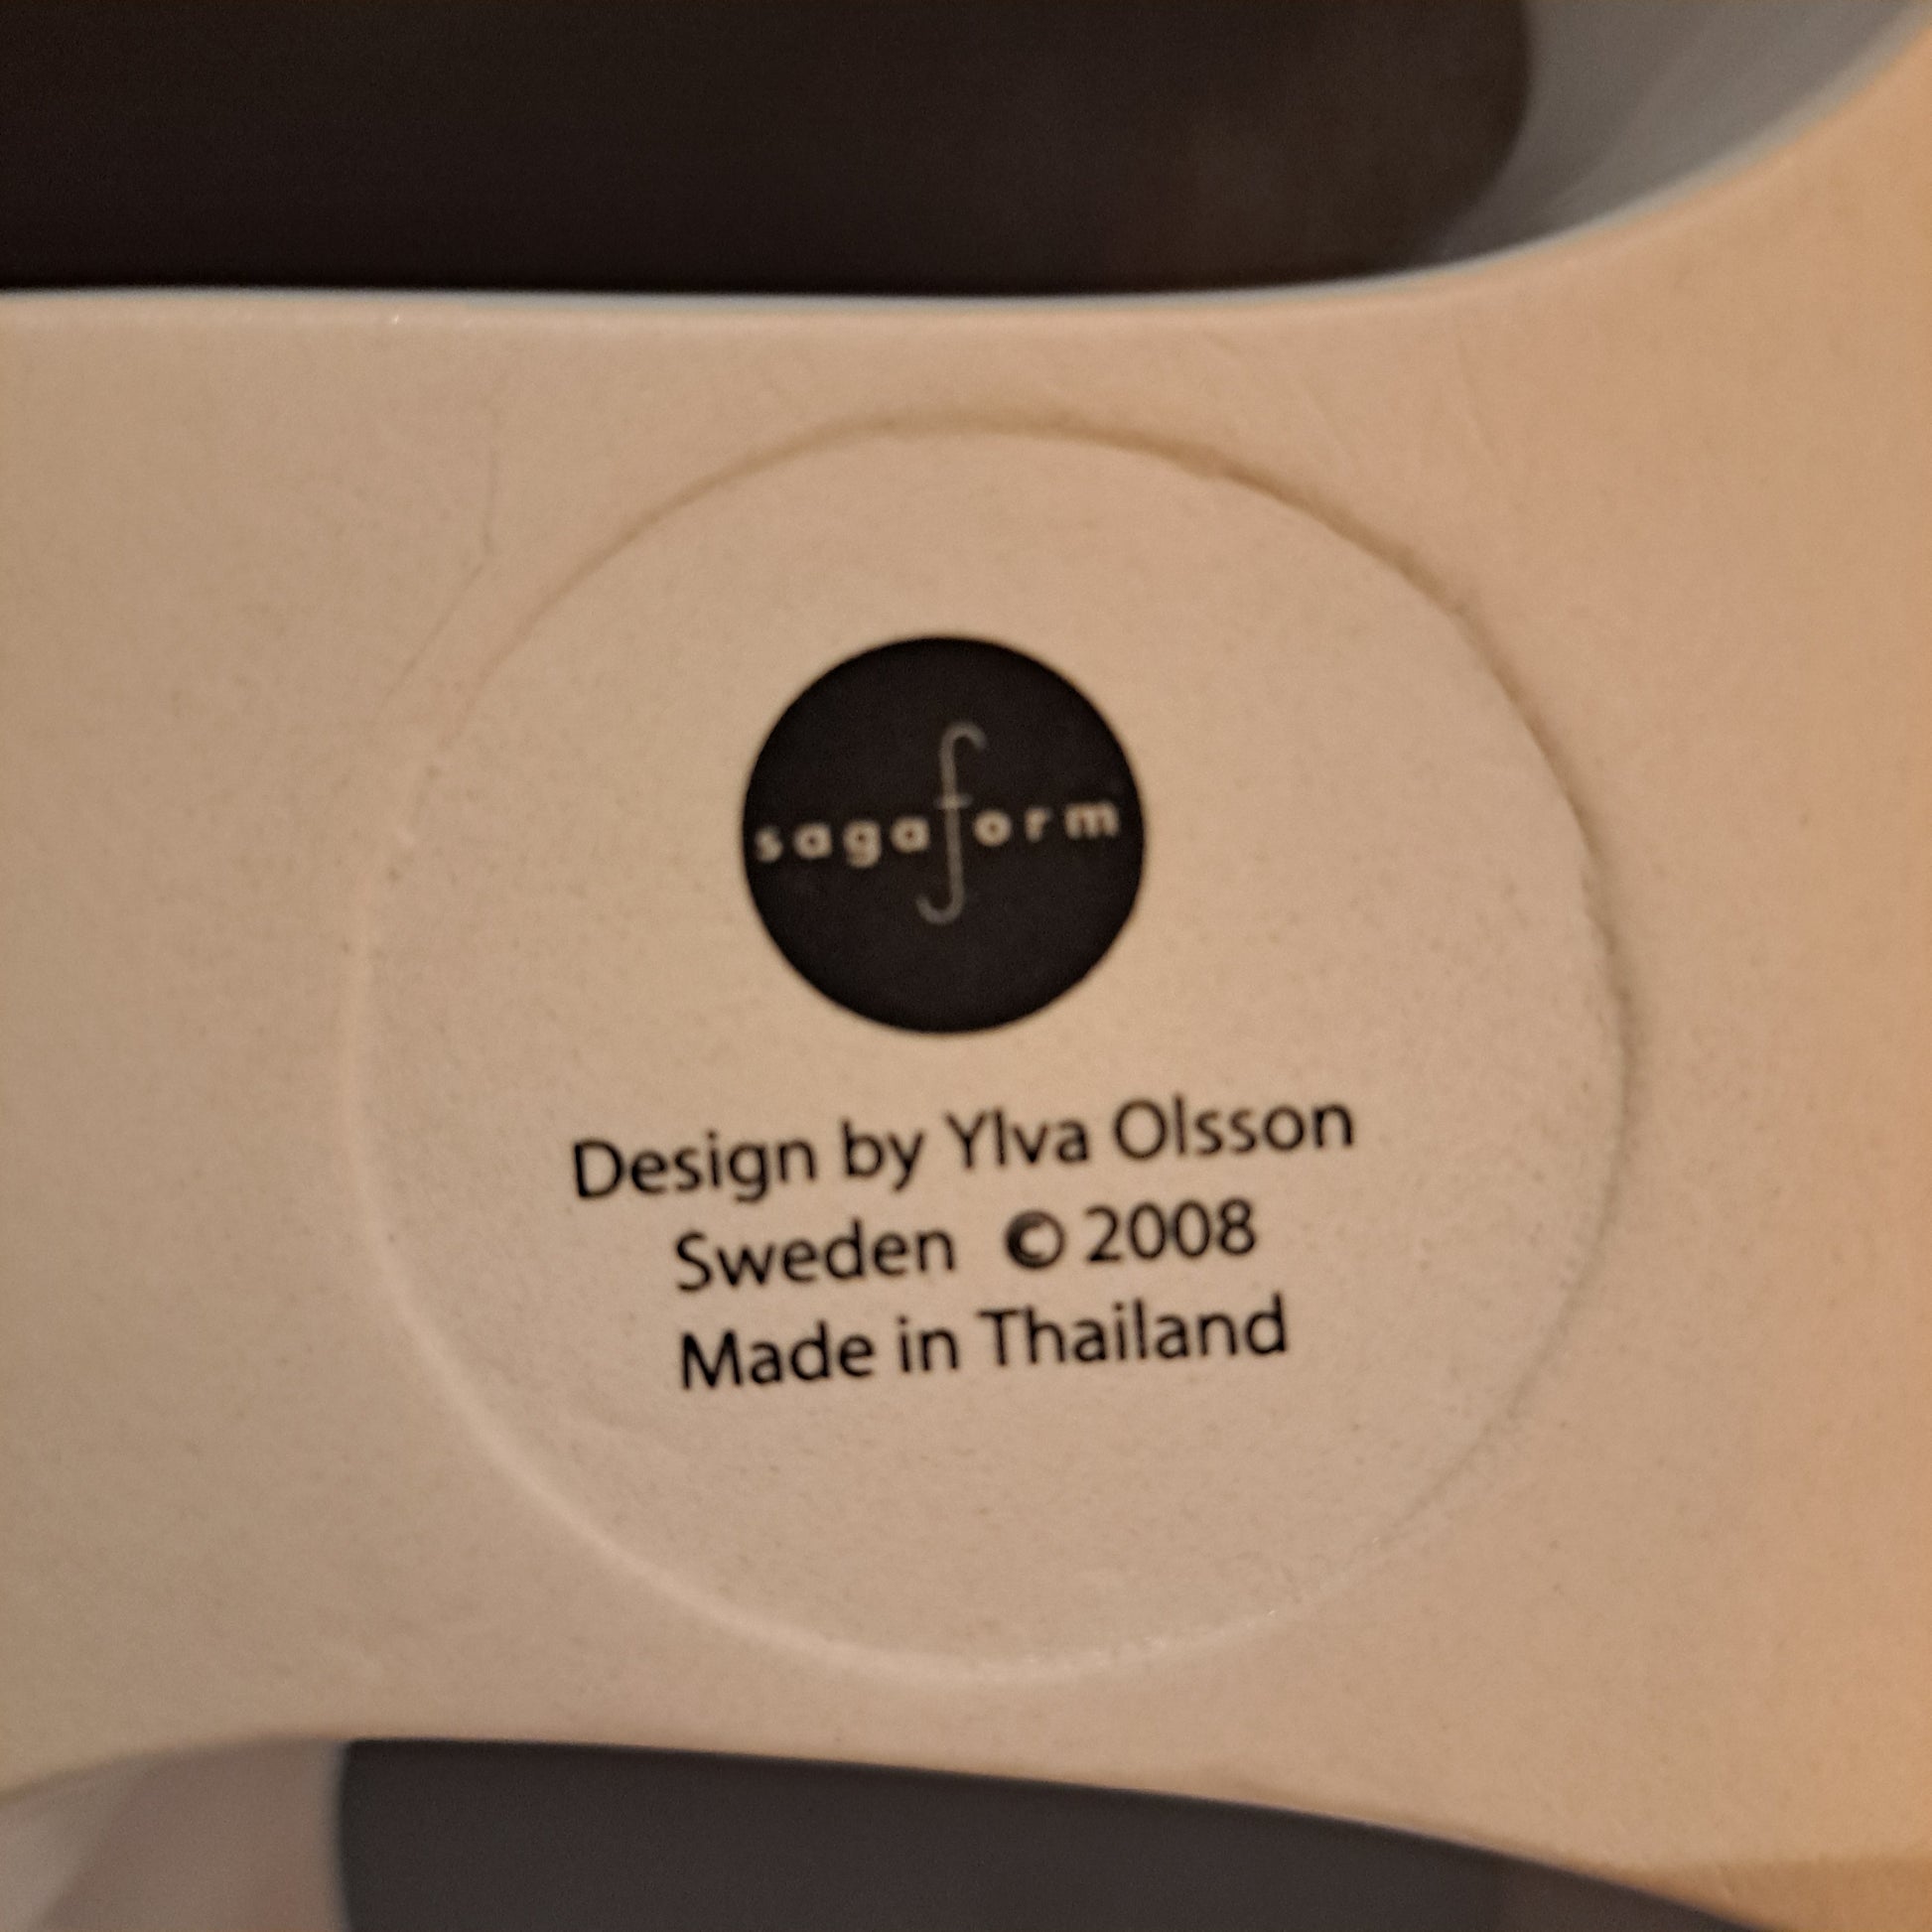 sagaform
Design by Ylva Olsson
Sweden © 2008
Made in Thailand